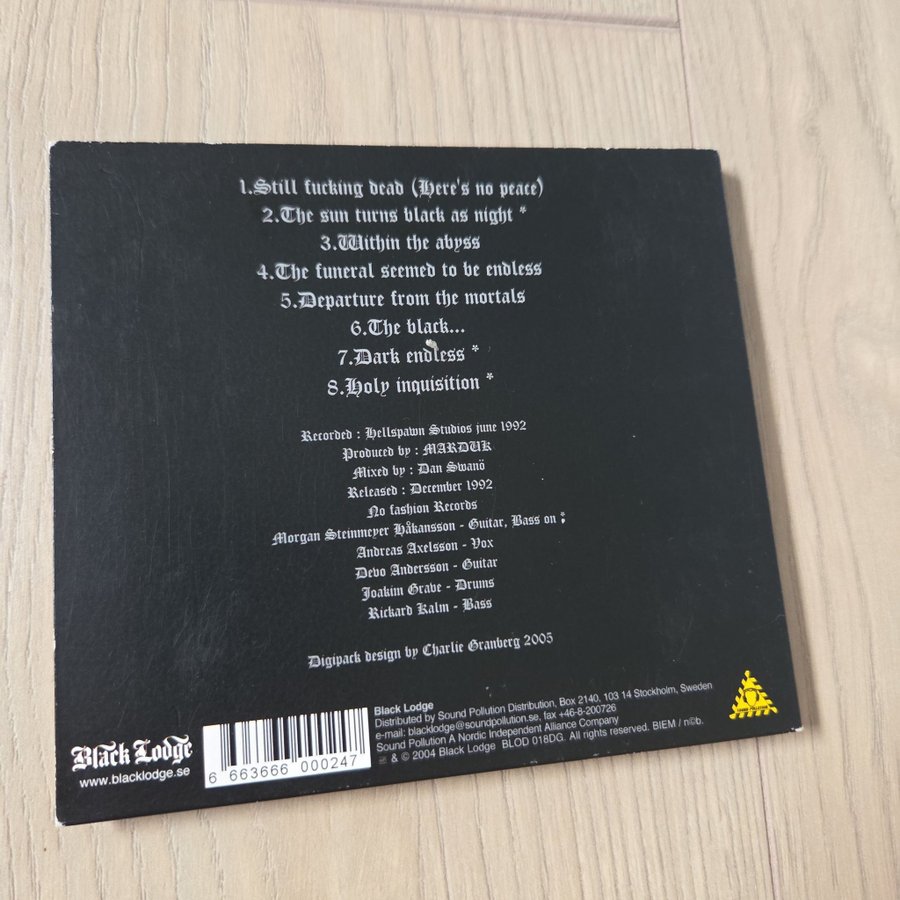 1.Still fucking dead (Here's no peace)
2.The sun turns black as night *
3.Within the abyss
4.The funeral seemed to be endless
5.Departure from the mortals
6.The black...
7.Dark endless *
8.Holy inquisition *
Recorded : Hellspawn Studios june 1992
Produced by : MARDUK
Mixed by : Dan Swanö
Released : December 1992
No fashion Records
Morgan Steinmeyer Håkansson - Guitar, Bass on *
Andreas Axelsson - Vox
Devo Andersson - Guitar
Joakim Grave - Drums
Rickard Kalm - Bass
Digipack design by Charlie Granberg 2005
Black Lodge
www.blacklodge.se
6 663666 000247
Black Lodge
Distributed by Sound Pollution Distribution, Box 2140, 103 14 Stockholm, Sweden
e-mail: blacklodge@soundpollution.se, fax +46-8-200726
Sound Pollution A Nordic Independent Alliance Company
& © 2004 Black Lodge BLOD 018DG. All rights reserved. BIEM / n©b.